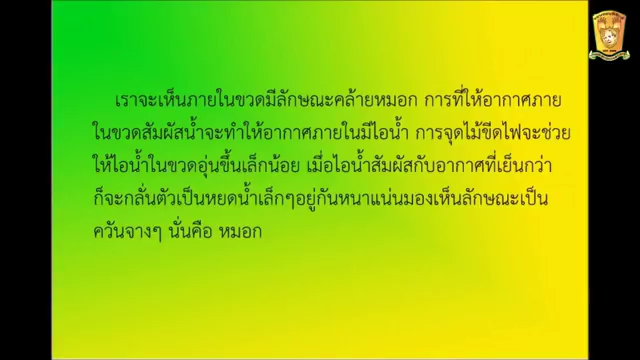 เราจะเห็นภายในขวดมีลักษณะคล้ายหมอก การที่ให้อากาศภาย
ในขวดสัมผัสน้ำจะทำให้อากาศภายในมีไอน้ำ การจุดไม้ขีดไฟจะช่วย
ให้ไอน้ำในขวดอุ่นขึ้นเล็กน้อย เมื่อไอน้ำสัมผัสกับอากาศที่เย็นกว่า
ก็จะกลั่นตัวเป็นหยดน้ำเล็กๆอยู่กันหนาแน่นมองเห็นลักษณะเป็น
ควันจางๆ นั่นคือ หมอก